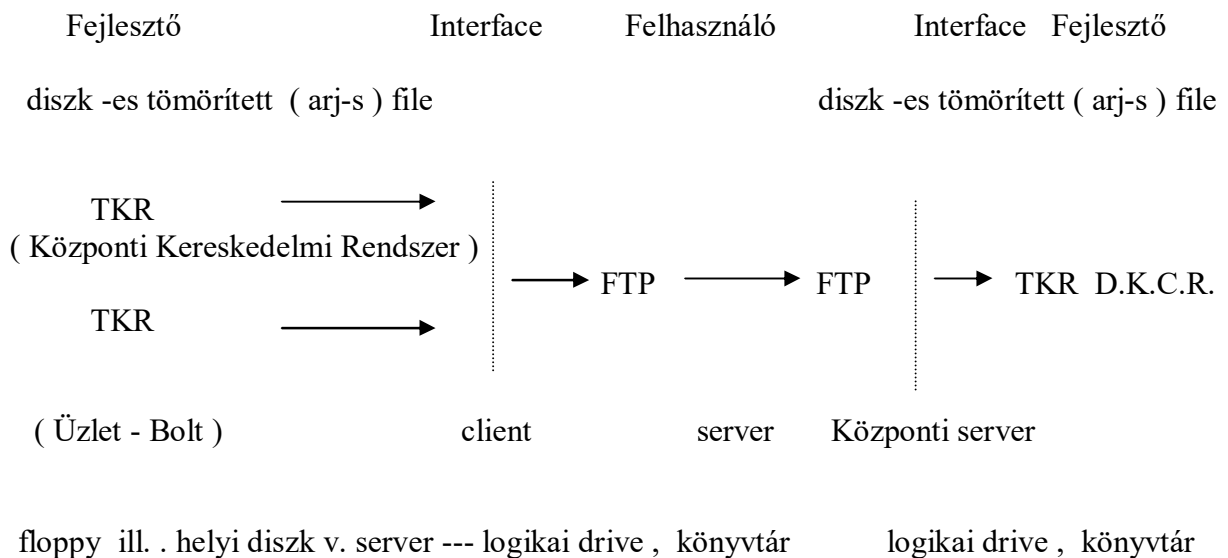 Fejlesztő Interface Felhasználó Interface Fejlesztő
diszk -es tömörített ( arj-s ) file diszk -es tömörített ( arj-s ) file
TKR
( Központi Kereskedelmi Rendszer )
FTP FTP TKR D.K.C.R.
TKR
( Üzlet - Bolt ) client server Központi server
floppy ill. . helyi diszk v. server --- logikai drive , könyvtár logikai drive , könyvtár